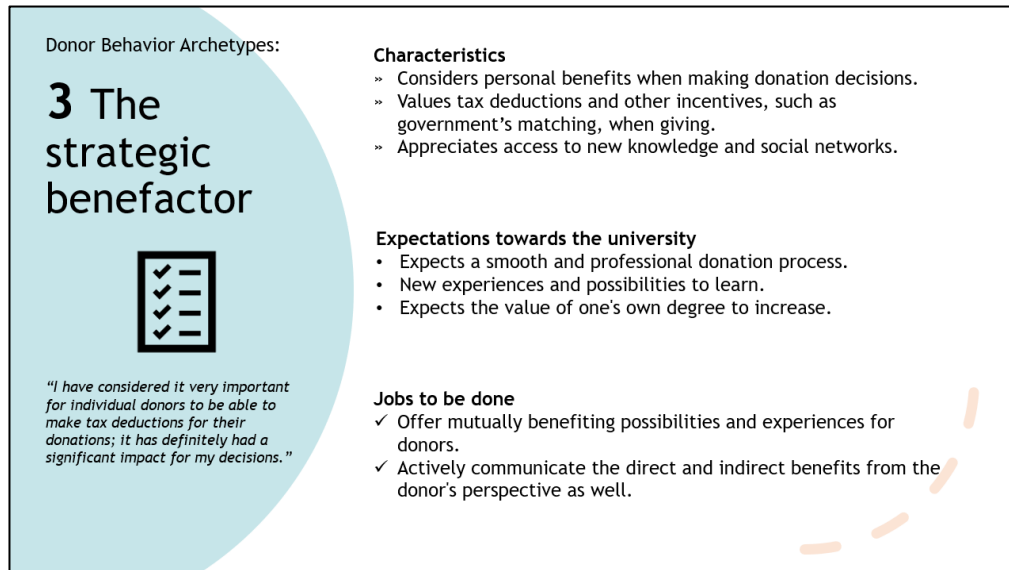 Donor Behavior Archetypes:
3 The
strategic
benefactor
“I have considered it very important
for individual donors to be able to
make tax deductions for their
donations; it has definitely had a
significant impact for my decisions.”
Characteristics
» Considers personal benefits when making donation decisions.
» Values tax deductions and other incentives, such as
government’s matching, when giving.
» Appreciates access to new knowledge and social networks.
Expectations towards the university
• Expects a smooth and professional donation process.
• New experiences and possibilities to learn.
• Expects the value of one's own degree to increase.
Jobs to be done
✓ Offer mutually benefiting possibilities and experiences for
donors.
✓ Actively communicate the direct and indirect benefits from the
donor's perspective as well.